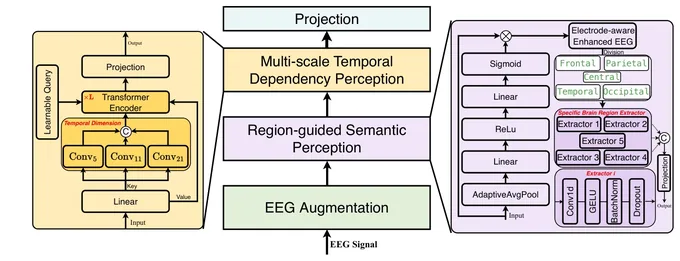 Output
Projection
Learnable Query
×L
Transformer
Encoder
Temporal Dimension
C
Conv5
Conv11
Conv21
Key
Value
Linear
Input
Projection
Multi-scale Temporal
Dependency Perception
Region-guided Semantic
Perception
EEG Augmentation
EEG Signal
Sigmoid
Linear
ReLu
Linear
AdaptiveAvgPool
Input
Electrode-aware
Enhanced EEG
Division
Frontal
Parietal
Central
Temporal
Occipital
Specific Brain Region Extractor
Extractor 1
Extractor 2
Extractor 5
Extractor 3
Extractor 4
C
Projection
Output
Extractor i
Conv1d
GELU
BatchNorm
Dropout